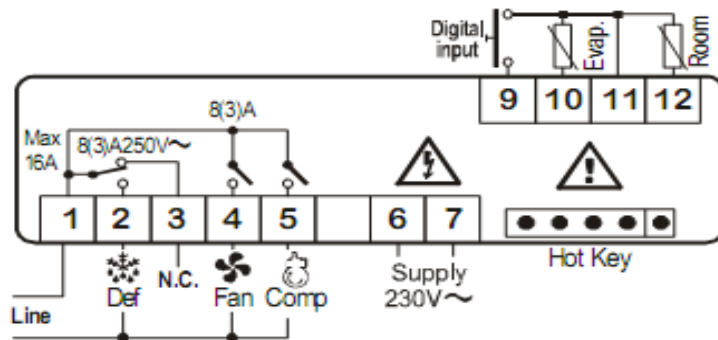 Digital
input
Evap.
Room
9 10 11 12
8(3)A
Max
16A
8(3)A250V~
1 2 3 4 5 6 7
Def
N.C.
Fan
Comp
Supply
230V~
Hot Key
Line